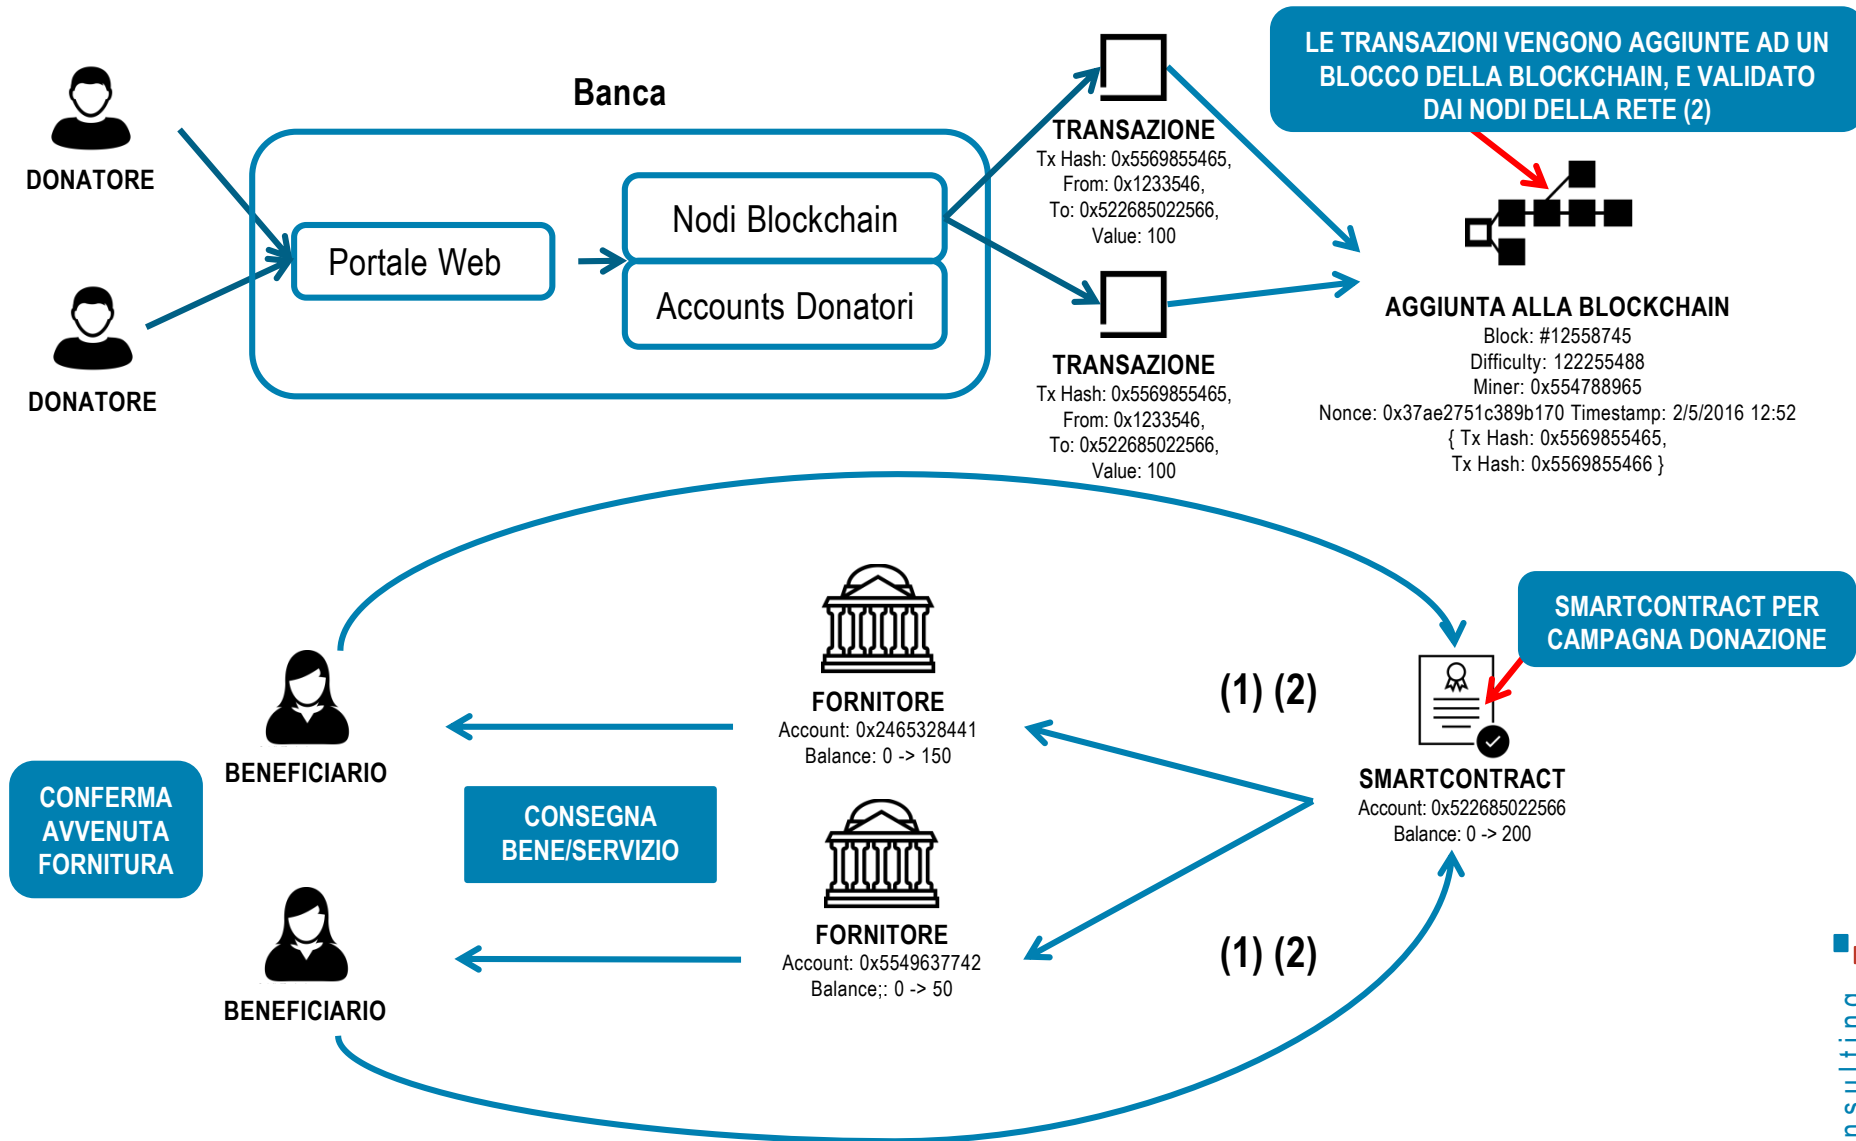 LE TRANSAZIONI VENGONO AGGIUNTE AD UN
BLOCCO DELLA BLOCKCHAIN, E VALIDATO
DAI NODI DELLA RETE (2)
Banca
DONATORE
DONATORE
Portale Web
Nodi Blockchain
Accounts Donatori
TRANSAZIONE
Tx Hash: 0x5569855465,
From: 0x1233546,
To: 0x522685022566,
Value: 100
TRANSAZIONE
Tx Hash: 0x5569855465,
From: 0x1233546,
To: 0x522685022566,
Value: 100
AGGIUNTA ALLA BLOCKCHAIN
Block: #12558745
Difficulty: 122255488
Miner: 0x554788965
Nonce: 0x37ae2751c389b170 Timestamp: 2/5/2016 12:52
{ Tx Hash: 0x5569855465,
Tx Hash: 0x5569855466 }
SMARTCONTRACT PER
CAMPAGNA DONAZIONE
(1) (2)
SMARTCONTRACT
Account: 0x522685022566
Balance: 0 -> 200
FORNITORE
Account: 0x2465328441
Balance: 0 -> 150
BENEFICIARIO
CONFERMA
AVVENUTA
FORNITURA
CONSEGNA
BENE/SERVIZIO
FORNITORE
Account: 0x5549637742
Balance;: 0 -> 50
(1) (2)
BENEFICIARIO
nsulting